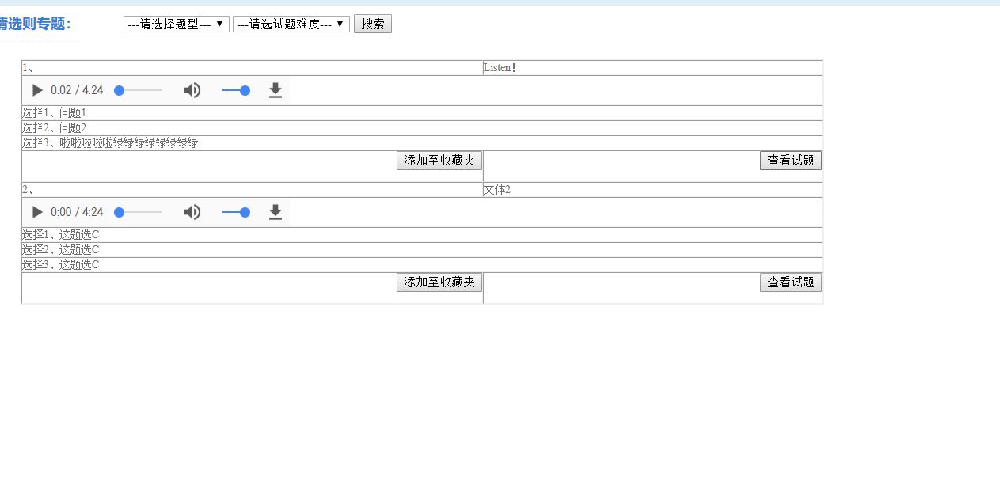 请选则专题： ---请选择题型--- ---请选试题难度--- 搜索
1、 Listen！
0:02 / 4:24
选择1、问题1
选择2、问题2
选择3、啦啦啦啦啦绿绿绿绿绿绿绿绿
添加至收藏夹 查看试题
2、 文体2
0:00 / 4:24
选择1、这题选C
选择2、这题选C
选择3、这题选C
添加至收藏夹 查看试题